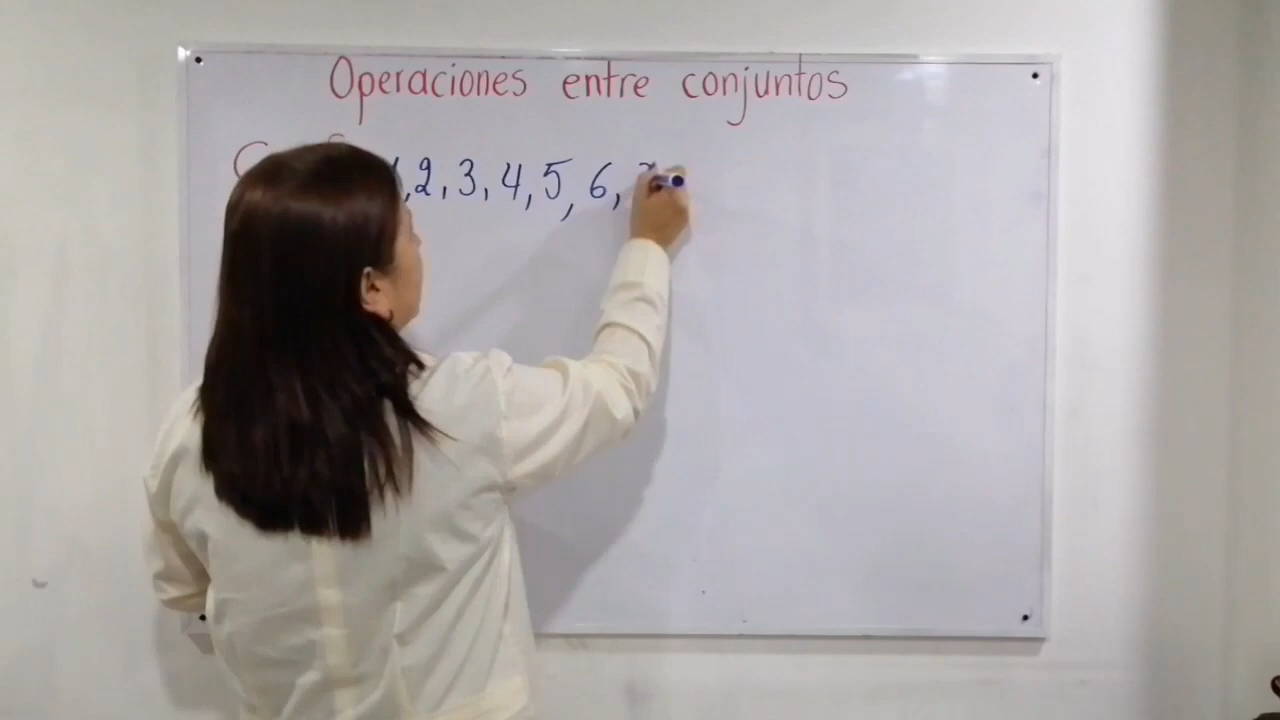 Operaciones entre conjuntos
,2, 3, 4, 5, 6,